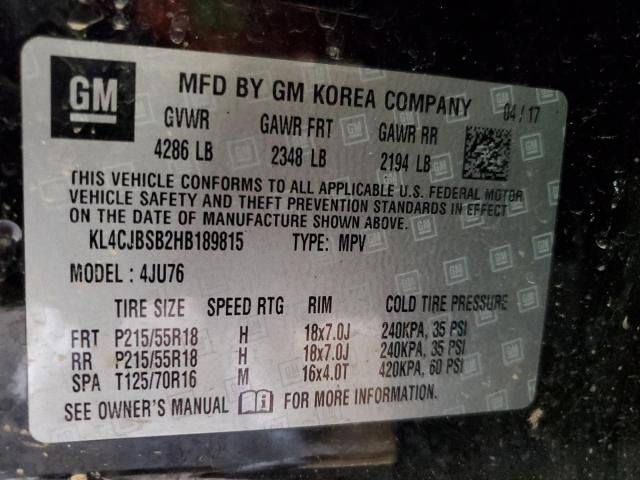 GM
MFD BY GM KOREA COMPANY 04 / 17
GVWR GAWR FRT GAWR RR
4286 LB 2348 LB 2194 LB
THIS VEHICLE CONFORMS TO ALL APPLICABLE U.S. FEDERAL MOTOR
VEHICLE SAFETY AND THEFT PREVENTION STANDARDS IN EFFECT
ON THE DATE OF MANUFACTURE SHOWN ABOVE.
KL4CJBSB2HB189815 TYPE: MPV
MODEL : 4JU76
TIRE SIZE SPEED RTG RIM COLD TIRE PRESSURE
FRT P215/55R18 H 18x7.0J 240KPA, 35 PSI
RR P215/55R18 H 18x7.0J 240KPA, 35 PSI
SPA T125/70R16 M 16x4.0T 420KPA, 60 PSI
SEE OWNER'S MANUAL FOR MORE INFORMATION.